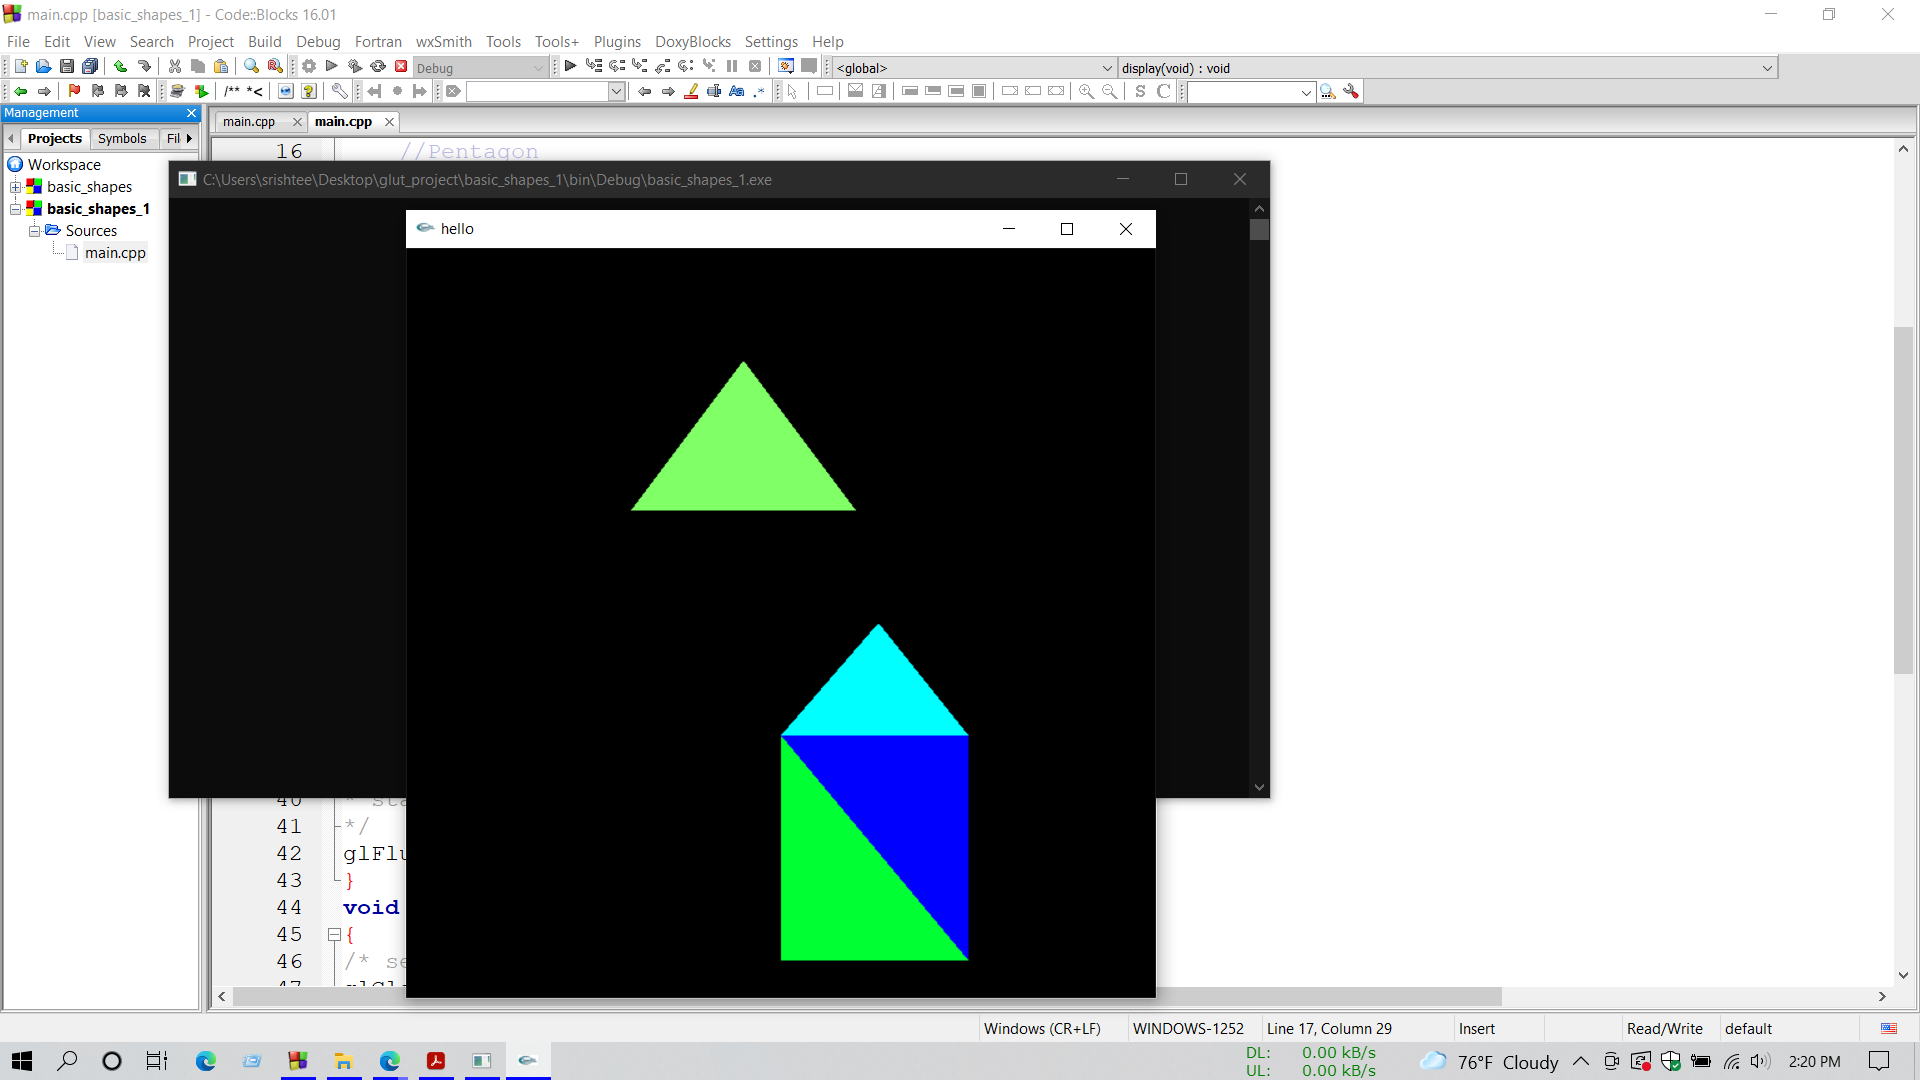 main.cpp [basic_shapes_1] - Code::Blocks 16.01
File Edit View Search Project Build Debug Fortran wxSmith Tools Tools+ Plugins DoxyBlocks Settings Help
Debug
<global>
display(void) : void
/** *<
Aa .*
S C
Management
Projects Symbols Fil
main.cpp main.cpp
Workspace
basic_shapes
basic_shapes_1
Sources
main.cpp
16 //Pentagon
C:\Users\srishtee\Desktop\glut_project\basic_shapes_1\bin\Debug\basic_shapes_1.exe
hello
40 * sta
41 */
42 glFlu
43 }
44 void
45 {
46 /* se
47 glCl
Windows (CR+LF) WINDOWS-1252 Line 17, Column 29 Insert Read/Write default
DL: 0.00 kB/s
UL: 0.00 kB/s
76°F Cloudy
2:20 PM